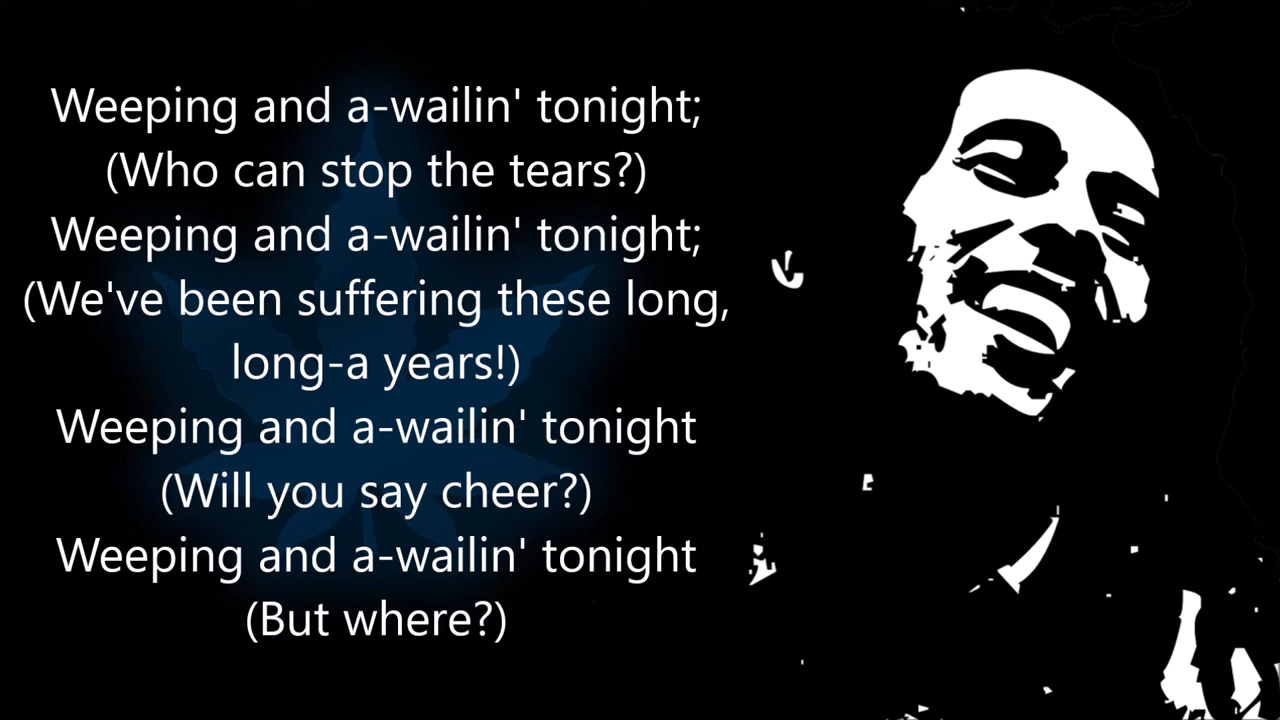 Weeping and a-wailin' tonight;
(Who can stop the tears?)
Weeping and a-wailin' tonight;
(We've been suffering these long,
long-a years!)
Weeping and a-wailin' tonight
(Will you say cheer?)
Weeping and a-wailin' tonight
(But where?)